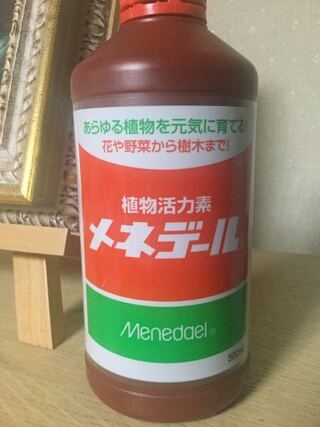 あらゆる植物を元気に育てる!
花や野菜から樹木まで!
植物活力素
メネデール
Menedael®